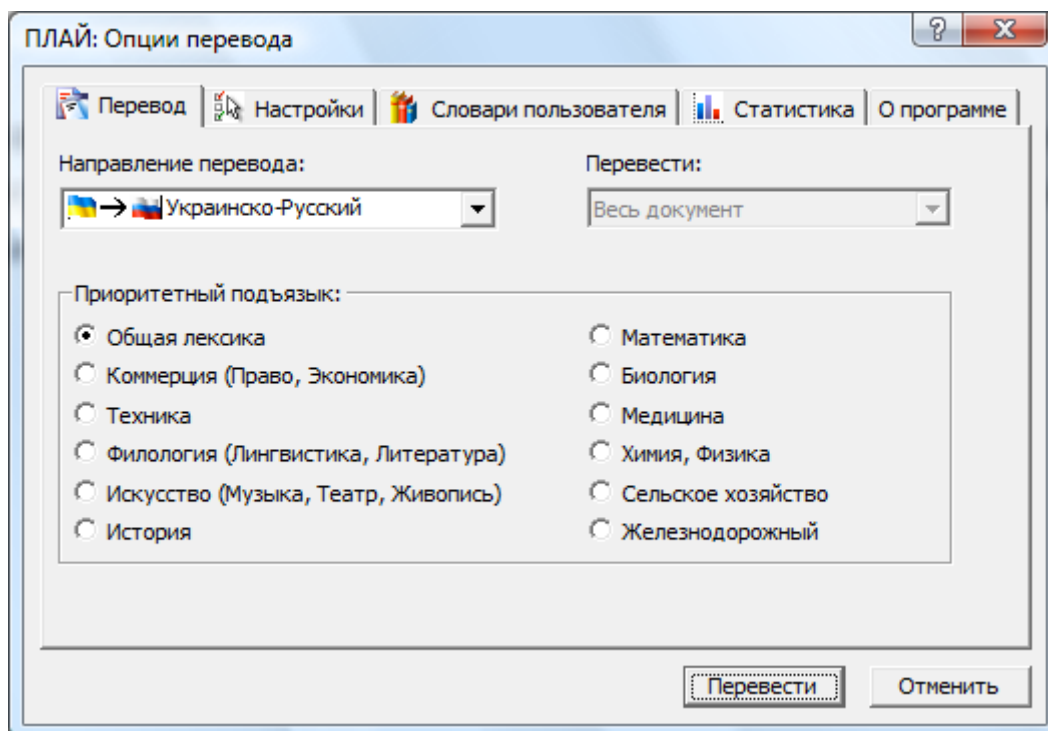 ПЛАЙ: Опции перевода
Перевод Настройки Словари пользователя Статистика О программе
Направление перевода: Перевести:
Украинско-Русский Весь документ
Приоритетный подъязык:
Общая лексика Математика
Коммерция (Право, Экономика) Биология
Техника Медицина
Филология (Лингвистика, Литература) Химия, Физика
Искусство (Музыка, Театр, Живопись) Сельское хозяйство
История Железнодорожный
Перевести Отменить